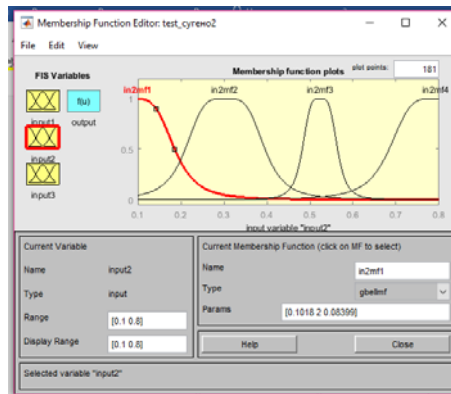 Membership Function Editor: test_сугено2
File Edit View
FIS Variables
input1
f(u)
output
input2
input3
Membership function plots
plot points:
181
in2mf1 in2mf2 in2mf3 in2mf4
1
0.5
0
0.1 0.2 0.3 0.4 0.5 0.6 0.7 0.8
input variable "input2"
Current Variable
Name input2
Type input
Range [0.1 0.8]
Display Range [0.1 0.8]
Current Membership Function (click on MF to select)
Name in2mf1
Type gbellmf
Params [0.1018 2 0.08399]
Help Close
Selected variable "input2"